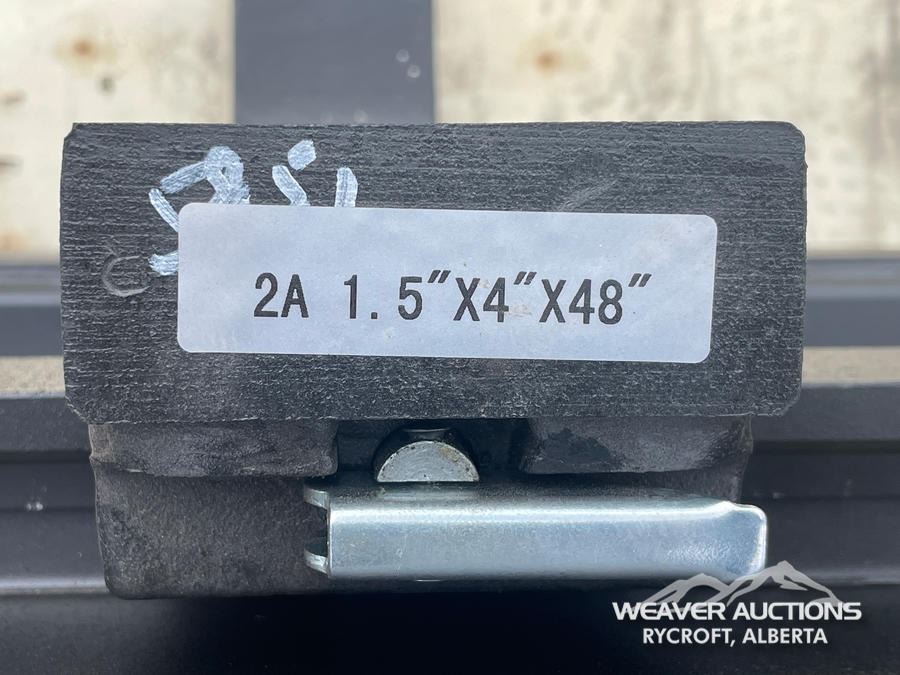 2A 1.5"X4"X48"
WEAVER AUCTIONS
RYCROFT, ALBERTA